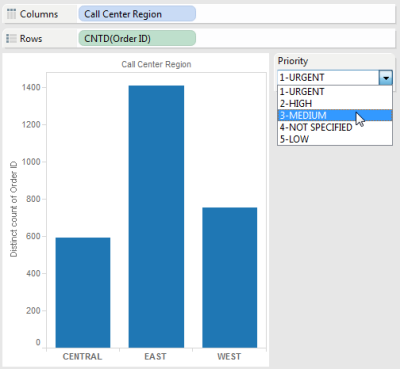 Columns Call Center Region
Rows CNTD(Order ID)
Call Center Region
Distinct count of Order ID
1400
1200
1000
800
600
400
200
0
CENTRAL EAST WEST
Priority
1-URGENT
1-URGENT
2-HIGH
3-MEDIUM
4-NOT SPECIFIED
5-LOW